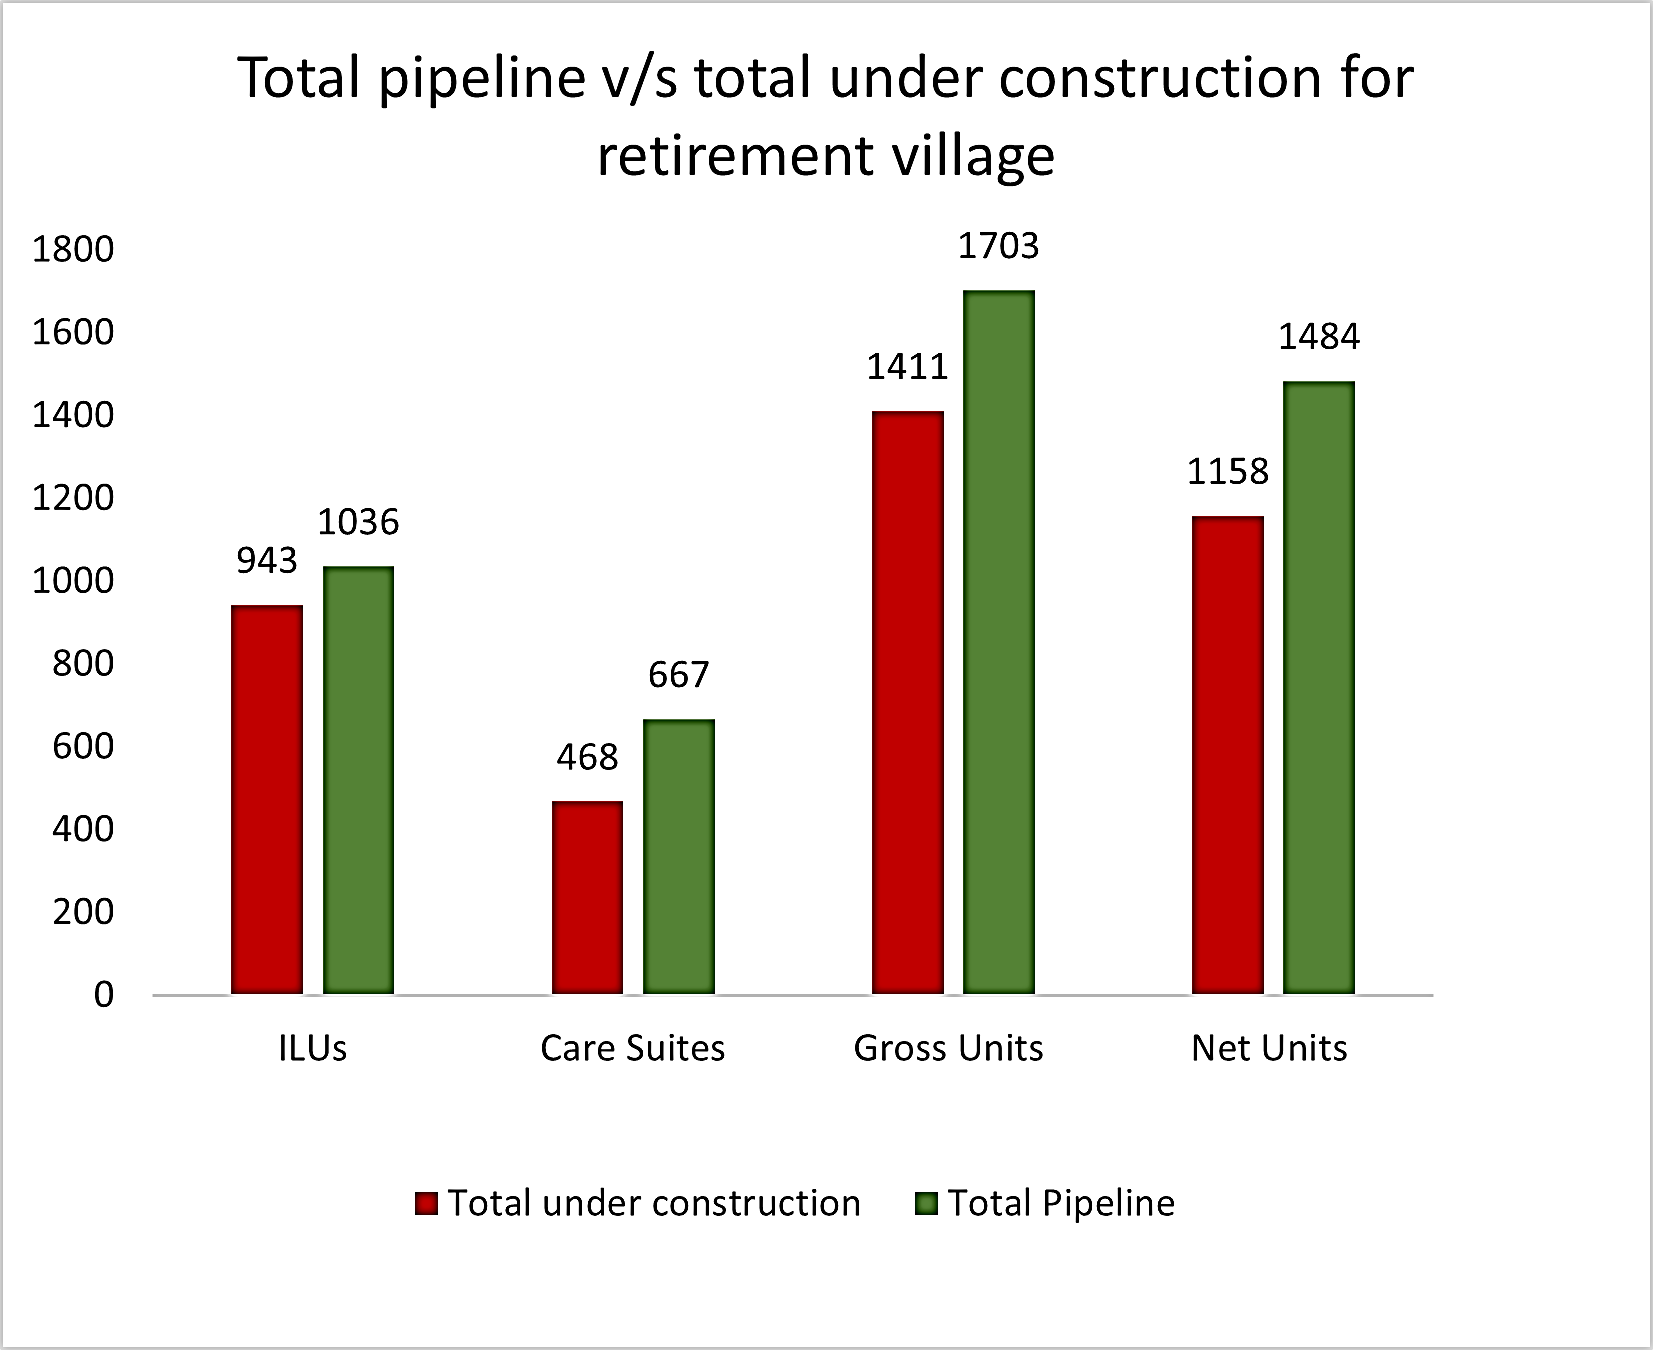 Total pipeline v/s total under construction for
retirement village
1800
1600
1400
1200
1000
800
600
400
200
0
943
1036
468
667
1411
1703
1158
1484
ILUs
Care Suites
Gross Units
Net Units
Total under construction
Total Pipeline